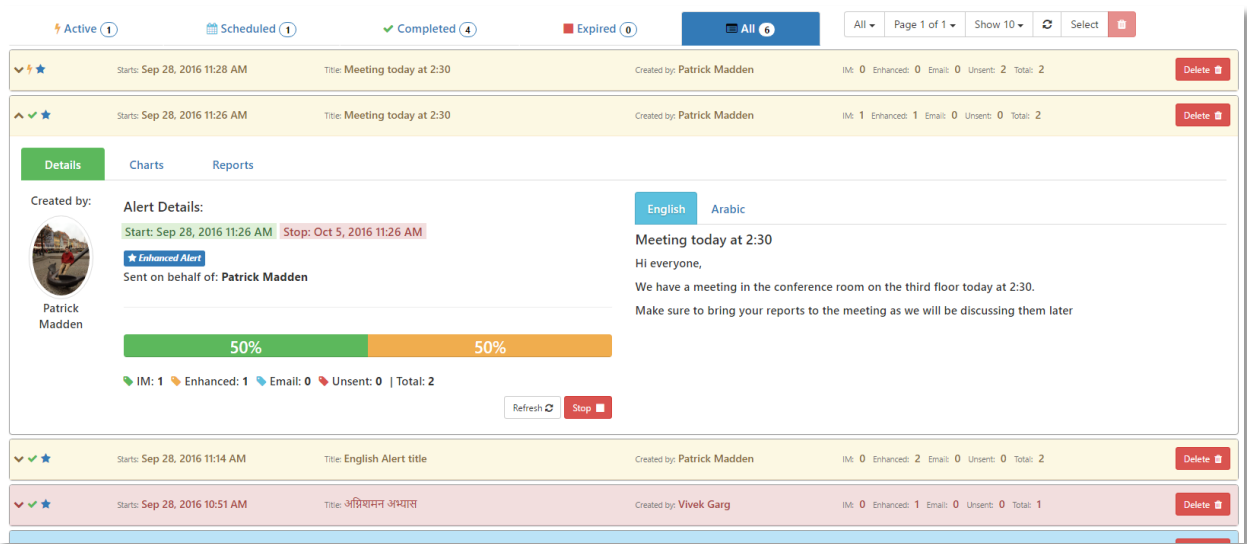 Active 1 Scheduled 1 Completed 4 Expired 0 All 6 All Page 1 of 1 Show 10 Select
Starts: Sep 28, 2016 11:28 AM Title: Meeting today at 2:30 Created by: Patrick Madden IM: 0 Enhanced: 0 Email: 0 Unsent: 2 Total: 2 Delete
Starts: Sep 28, 2016 11:26 AM Title: Meeting today at 2:30 Created by: Patrick Madden IM: 1 Enhanced: 1 Email: 0 Unsent: 0 Total: 2 Delete
Details Charts Reports
Created by:
Patrick
Madden
Alert Details:
Start: Sep 28, 2016 11:26 AM Stop: Oct 5, 2016 11:26 AM
Enhanced Alert
Sent on behalf of: Patrick Madden
50% 50%
IM: 1 Enhanced: 1 Email: 0 Unsent: 0 | Total: 2
Refresh Stop
English Arabic
Meeting today at 2:30
Hi everyone,
We have a meeting in the conference room on the third floor today at 2:30.
Make sure to bring your reports to the meeting as we will be discussing them later
Starts: Sep 28, 2016 11:14 AM Title: English Alert title Created by: Patrick Madden IM: 0 Enhanced: 2 Email: 0 Unsent: 0 Total: 2 Delete
Starts: Sep 28, 2016 10:51 AM Title: अग्निशमन अभ्यास Created by: Vivek Garg IM: 0 Enhanced: 1 Email: 0 Unsent: 0 Total: 1 Delete